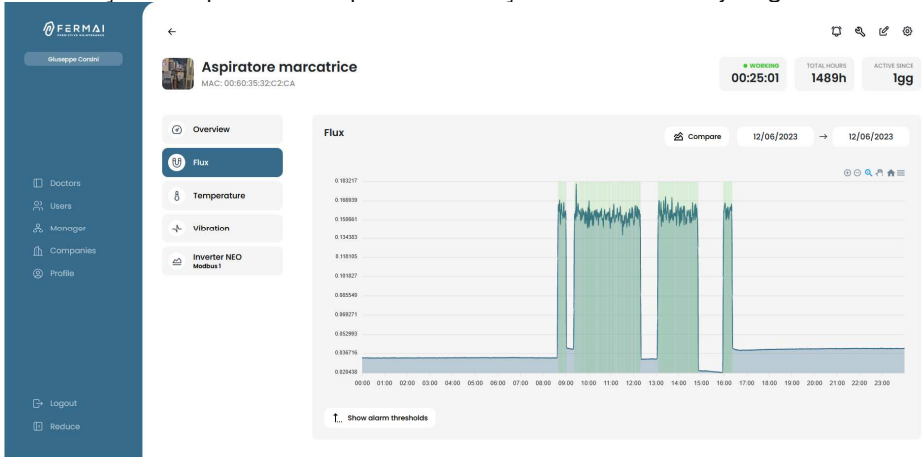 FERMAI
PREDICTIVE MAINTENANCE
Giuseppe Corsini
Doctors
Users
Manager
Companies
Profile
Logout
Reduce
Aspiratore marcatrice
MAC: 00:60:35:32:C2:CA
WORKING
00:25:01
TOTAL HOURS
1489h
ACTIVE SINCE
1gg
Overview
Flux
Temperature
Vibration
Inverter NEO
Modbus 1
Flux
Compare
12/06/2023 → 12/06/2023
0.183217
0.166939
0.150661
0.134383
0.118105
0.101827
0.085549
0.069271
0.052993
0.036716
0.020438
00:00 01:00 02:00 03:00 04:00 05:00 06:00 07:00 08:00 09:00 10:00 11:00 12:00 13:00 14:00 15:00 16:00 17:00 18:00 19:00 20:00 21:00 22:00 23:00
Show alarm thresholds